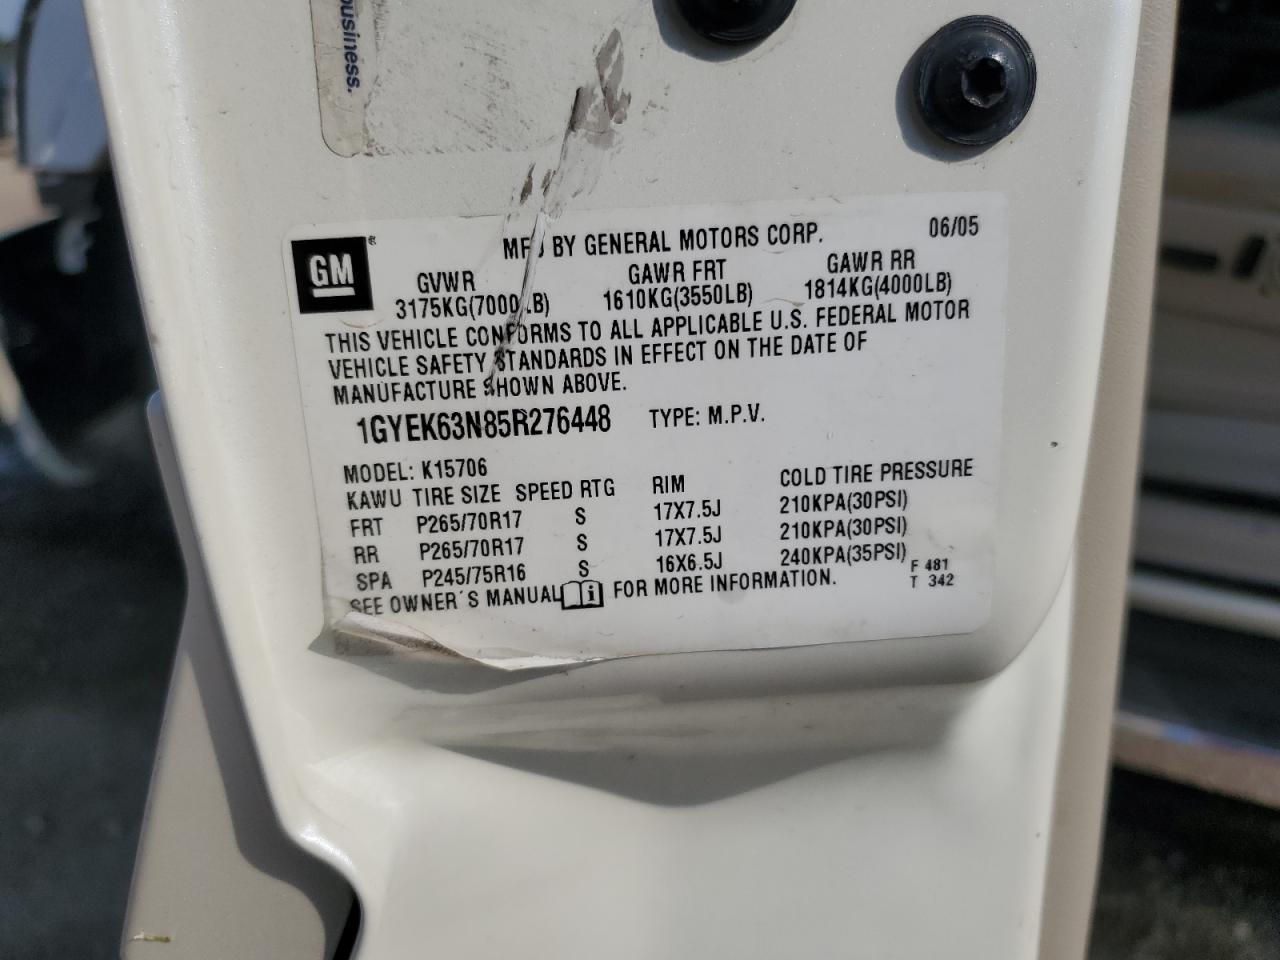 business.
GM ®
MFD BY GENERAL MOTORS CORP. 06/05
GVWR GAWR FRT GAWR RR
3175KG(7000LB) 1610KG(3550LB) 1814KG(4000LB)
THIS VEHICLE CONFORMS TO ALL APPLICABLE U.S. FEDERAL MOTOR
VEHICLE SAFETY STANDARDS IN EFFECT ON THE DATE OF
MANUFACTURE SHOWN ABOVE.
1GYEK63N85R276448 TYPE: M.P.V.
MODEL: K15706
KAWU TIRE SIZE SPEED RTG RIM COLD TIRE PRESSURE
FRT P265/70R17 S 17X7.5J 210KPA(30PSI)
RR P265/70R17 S 17X7.5J 210KPA(30PSI)
SPA P245/75R16 S 16X6.5J 240KPA(35PSI)
SEE OWNER'S MANUAL i FOR MORE INFORMATION.
F 481
T 342